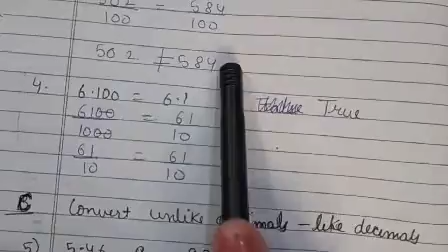 502 = 584
100 100
502 ≠ 584
4. 6.100 = 6.1 True
6100 = 61
1000 10
61 = 61
10 10
C Convert unlike decimals - like decimals
5)